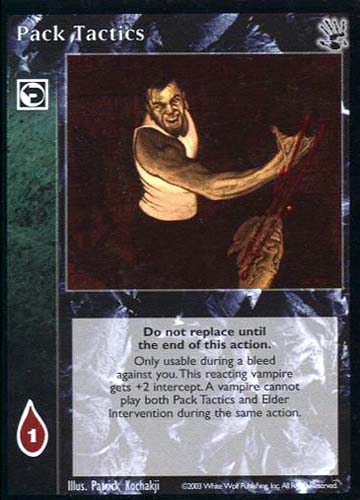 Pack Tactics
Do not replace until
the end of this action.
Only usable during a bleed
against you. This reacting vampire
gets +2 intercept. A vampire cannot
play both Pack Tactics and Elder
Intervention during the same action.
1
Illus. Patrick Kochakji
©2003 White Wolf Publishing, Inc. All Rights Reserved.